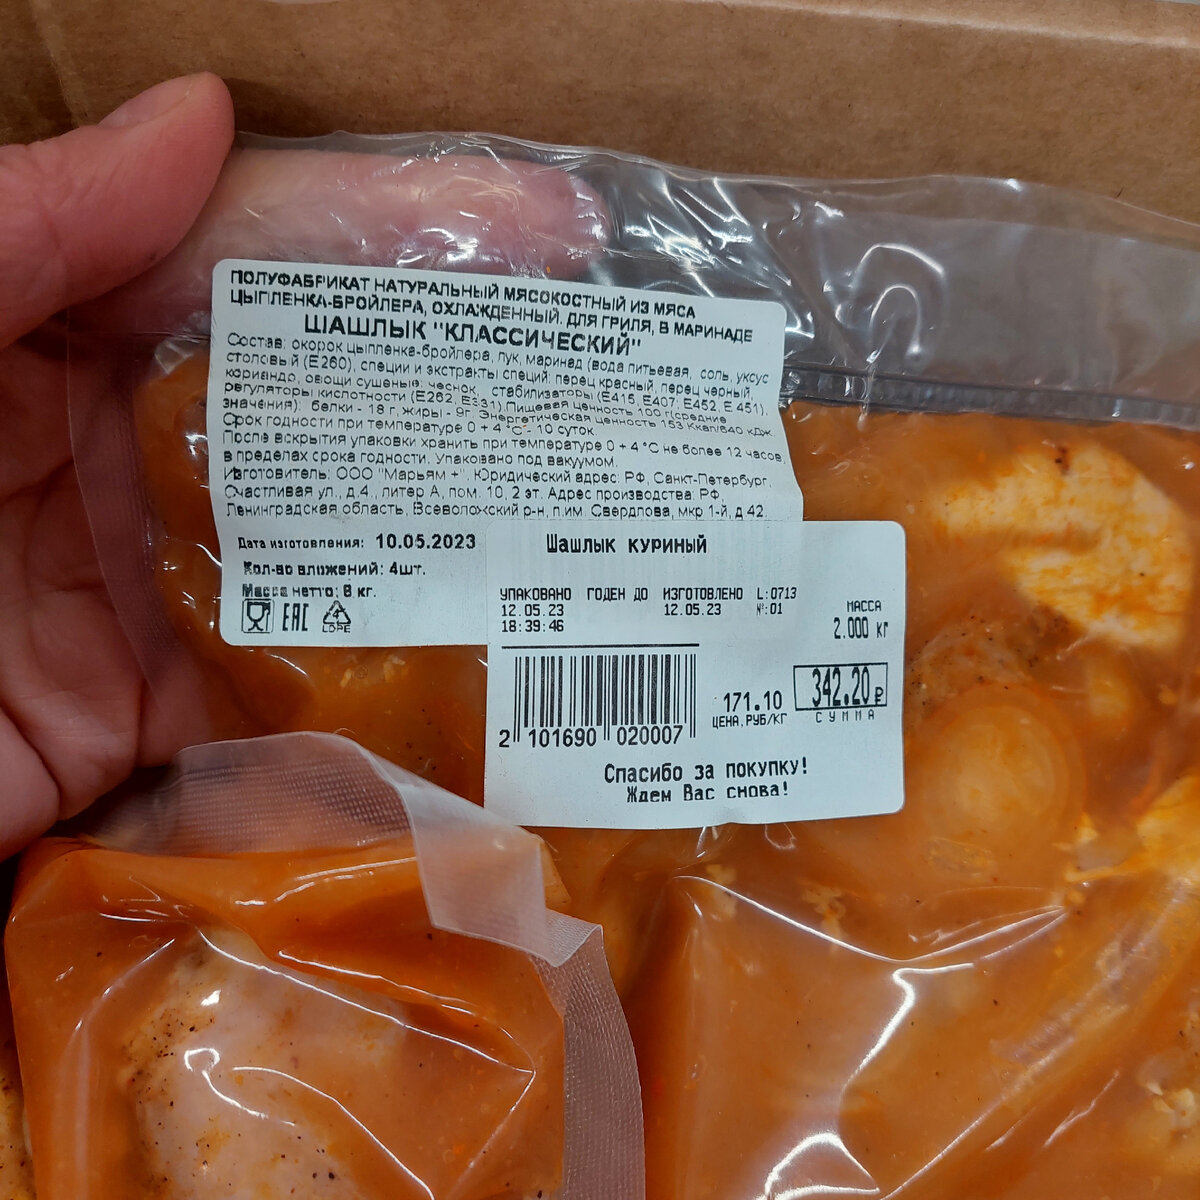 ПОЛУФАБРИКАТ НАТУРАЛЬНЫЙ МЯСОКОСТНЫЙ ИЗ МЯСА
ЦЫПЛЕНКА-БРОЙЛЕРА, ОХЛАЖДЕННЫЙ, ДЛЯ ГРИЛЯ, В МАРИНАДЕ
ШАШЛЫК "КЛАССИЧЕСКИЙ"
Состав: окорок цыпленка-бройлера, лук, маринад (вода питьевая, соль, уксус
столовый (Е260), специи и экстракты специй: перец красный, перец черный,
кориандр, овощи сушеные: чеснок, стабилизаторы (Е415, Е407, Е452, Е 451),
регуляторы кислотности (Е262, Е331). Пищевая ценность 100 г(средние
значения): белки - 18 г, жиры - 9г. Энергетическая ценность 153 Ккал/640 кДж.
Срок годности при температуре 0 + 4 °С - 10 суток
После вскрытия упаковки хранить при температуре 0 + 4 °С не более 12 часов,
в пределах срока годности. Упаковано под вакуумом.
Изготовитель: ООО "Марьям +". Юридический адрес: РФ, Санкт-Петербург,
Счастливая ул., д.4., литер А, пом. 10, 2 эт. Адрес производства: РФ,
Ленинградская область, Всеволожский р-н, п.им. Свердлова, мкр 1-й, д 42.
Дата изготовления: 10.05.2023
Кол-во вложений: 4шт.
Масса нетто: 8 кг.
EAC 4 LDPE
Шашлык куриный
УПАКОВАНО ГОДЕН ДО ИЗГОТОВЛЕНО L:0713
12.05.23 12.05.23 №:01
18:39:46
МАССА
2.000 кг
171.10
ЦЕНА, РУБ/КГ
342.20 ₽
СУММА
2 101690 020007
Спасибо за покупку!
Ждем Вас снова!